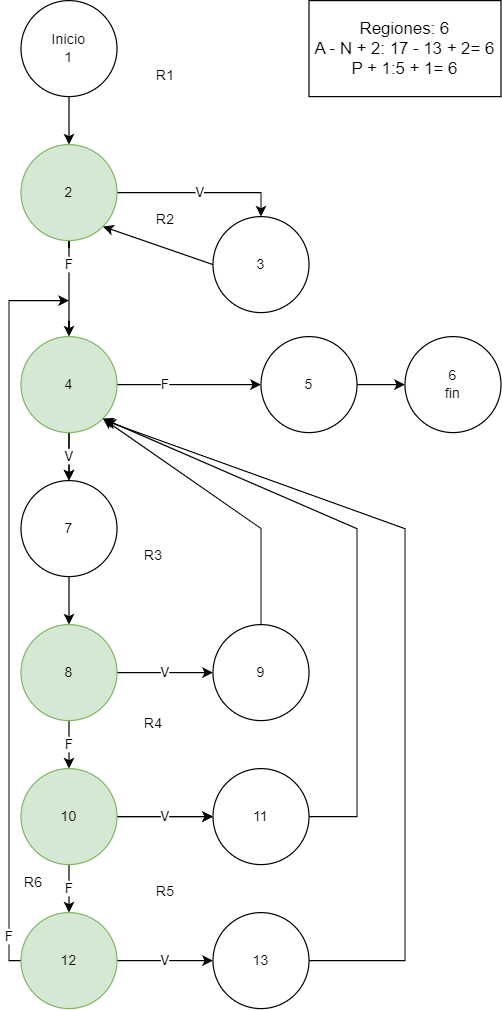 Inicio
1
Regiones: 6
A - N + 2: 17 - 13 + 2= 6
P + 1:5 + 1= 6
R1
2
V
R2
3
F
4
F
5
6
fin
V
7
R3
8
V
9
F
R4
10
V
11
R6
F
R5
F
12
V
13